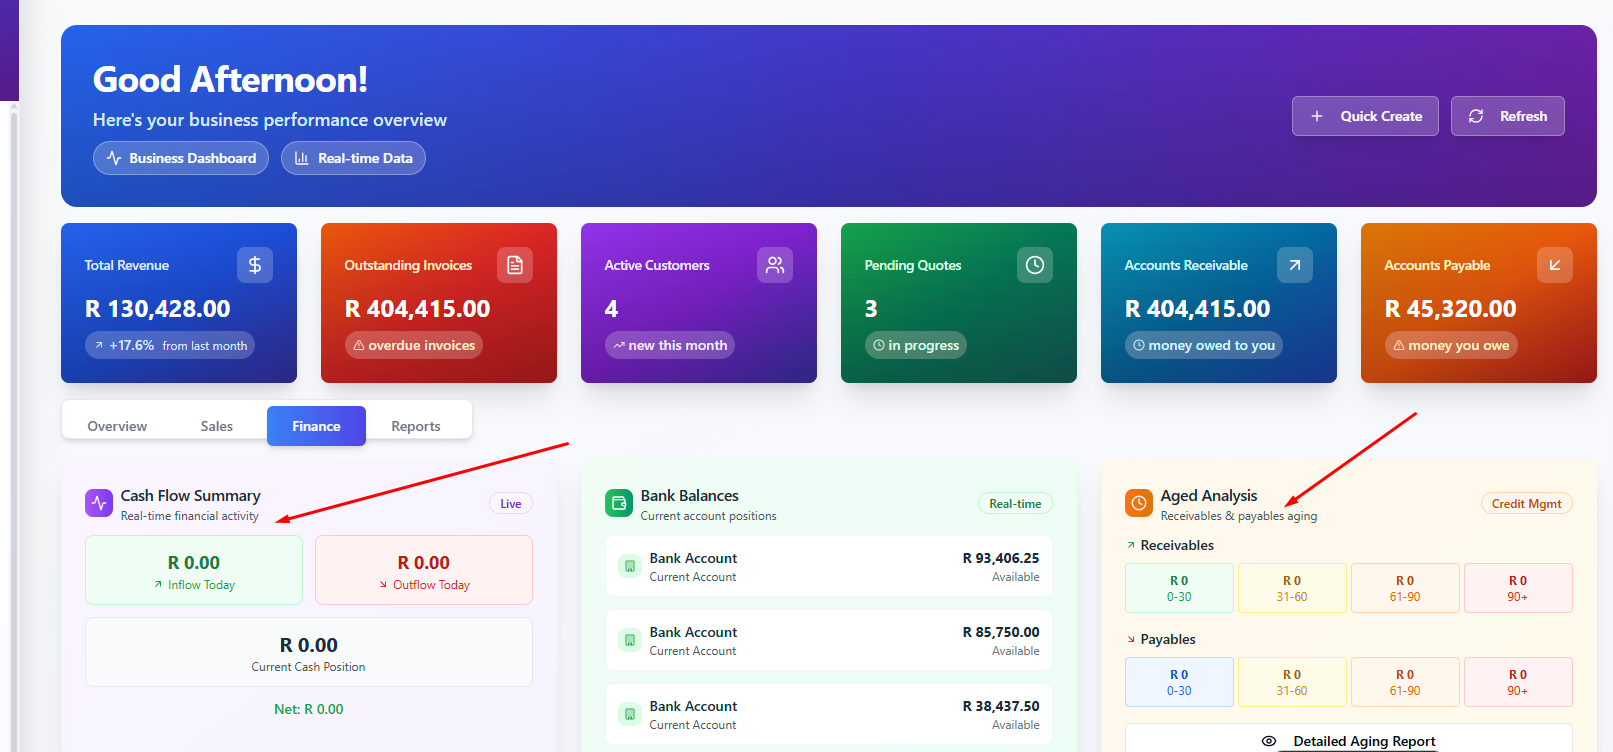 Good Afternoon!
Here's your business performance overview
Business Dashboard
Real-time Data
Quick Create
Refresh
Total Revenue
R 130,428.00
+17.6% from last month
Outstanding Invoices
R 404,415.00
overdue invoices
Active Customers
4
new this month
Pending Quotes
3
in progress
Accounts Receivable
R 404,415.00
money owed to you
Accounts Payable
R 45,320.00
money you owe
Overview
Sales
Finance
Reports
Cash Flow Summary
Real-time financial activity
Live
R 0.00
Inflow Today
R 0.00
Outflow Today
R 0.00
Current Cash Position
Net: R 0.00
Bank Balances
Current account positions
Real-time
Bank Account
Current Account
R 93,406.25
Available
Bank Account
Current Account
R 85,750.00
Available
Bank Account
Current Account
R 38,437.50
Available
Aged Analysis
Receivables & payables aging
Credit Mgmt
Receivables
R 0
0-30
R 0
31-60
R 0
61-90
R 0
90+
Payables
R 0
0-30
R 0
31-60
R 0
61-90
R 0
90+
Detailed Aging Report